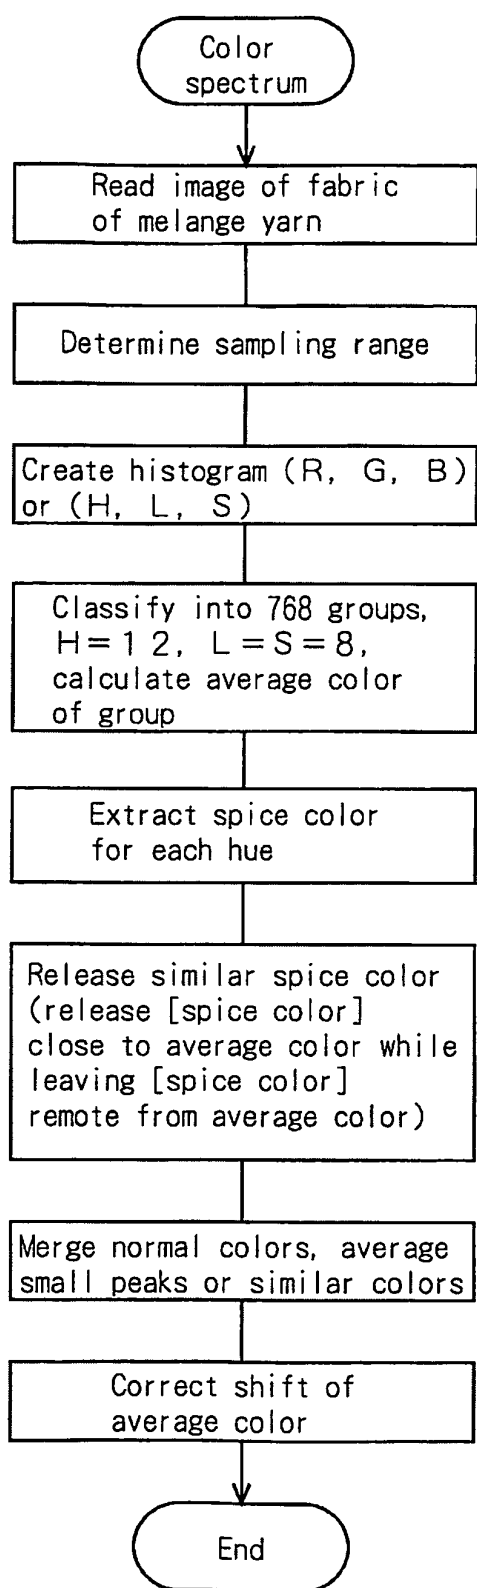 Color
spectrum
Read image of fabric
of melange yarn
Determine sampling range
Create histogram (R, G, B)
or (H, L, S)
Classify into 768 groups,
H=12, L=S=8,
calculate average color
of group
Extract spice color
for each hue
Release similar spice color
(release [spice color]
close to average color while
leaving [spice color]
remote from average color)
Merge normal colors, average
small peaks or similar colors
Correct shift of
average color
End